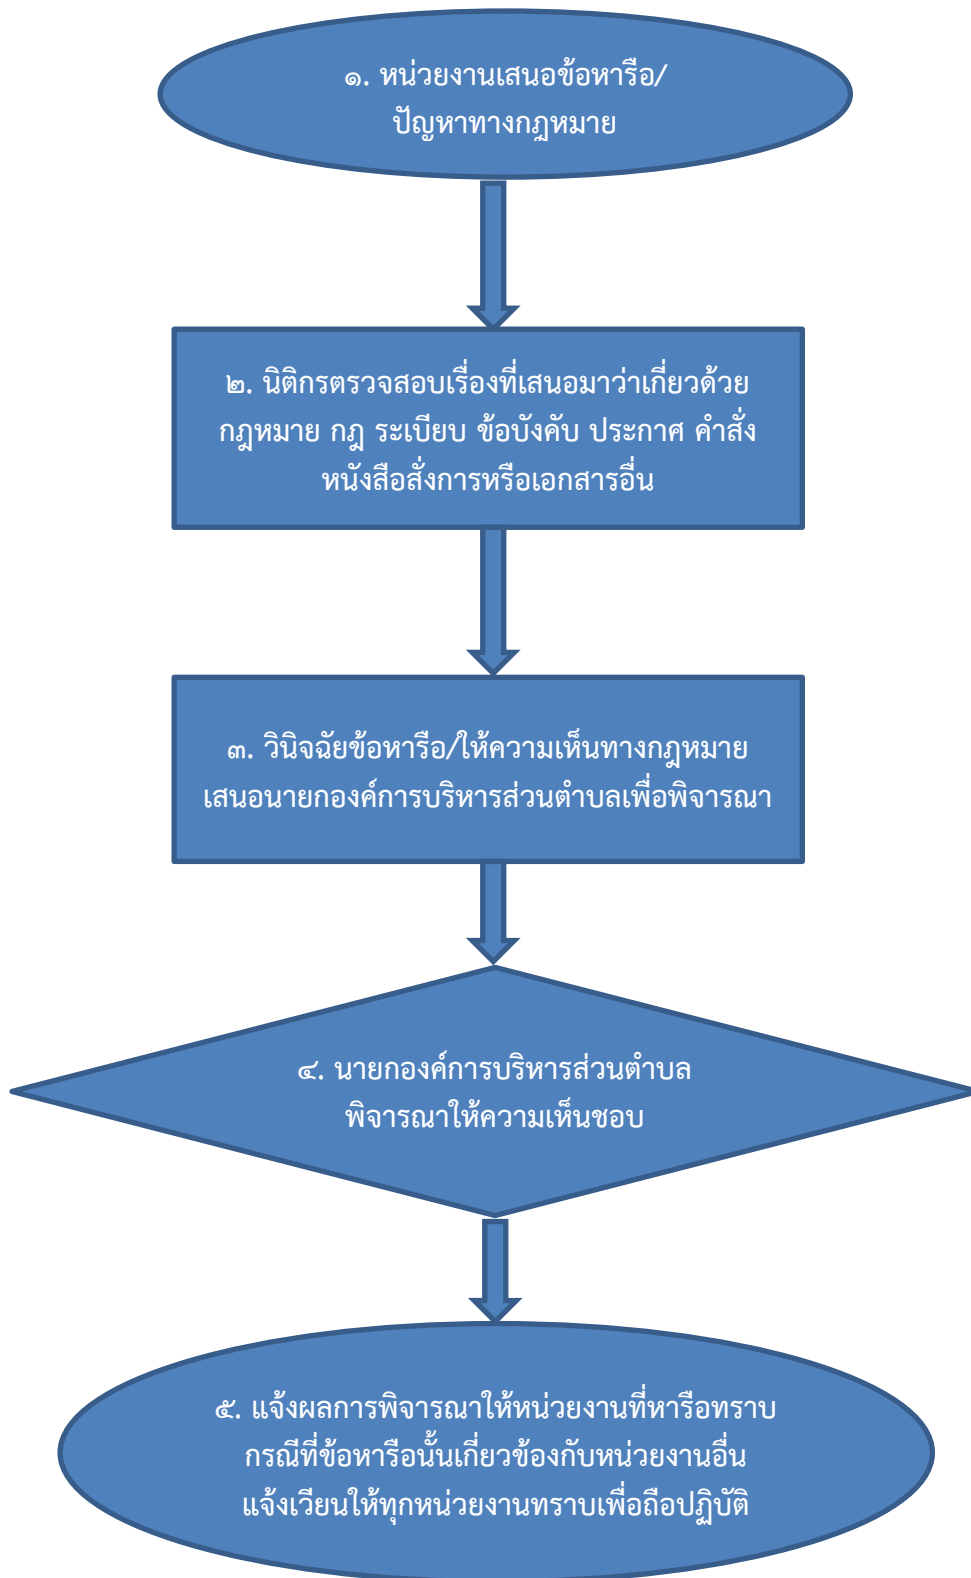 ๑. หน่วยงานเสนอข้อหารือ/
ปัญหาทางกฎหมาย
๒. นิติกรตรวจสอบเรื่องที่เสนอมาว่าเกี่ยวด้วย
กฎหมาย กฎ ระเบียบ ข้อบังคับ ประกาศ คำสั่ง
หนังสือสั่งการหรือเอกสารอื่น
๓. วินิจฉัยข้อหารือ/ให้ความเห็นทางกฎหมาย
เสนอนายกองค์การบริหารส่วนตำบลเพื่อพิจารณา
๔. นายกองค์การบริหารส่วนตำบล
พิจารณาให้ความเห็นชอบ
๕. แจ้งผลการพิจารณาให้หน่วยงานที่หารือทราบ
กรณีที่ข้อหารือนั้นเกี่ยวข้องกับหน่วยงานอื่น
แจ้งเวียนให้ทุกหน่วยงานทราบเพื่อถือปฏิบัติ